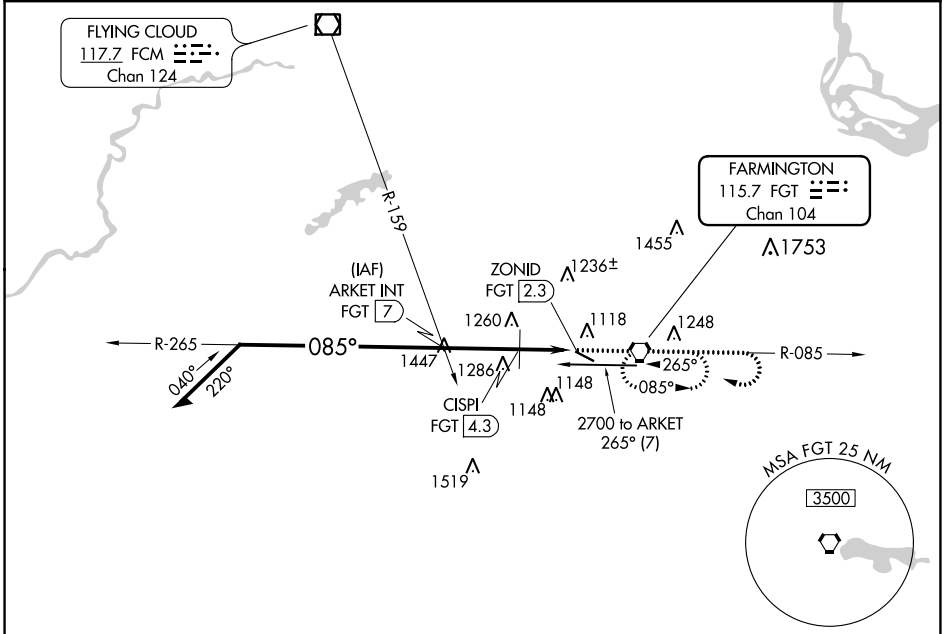 FLYING CLOUD
117.7 FCM
Chan 124
R-159
FARMINGTON
115.7 FGT
Chan 104
1455
1753
(IAF)
ARKET INT
FGT 7
ZONID
FGT 2.3
1236±
1260
1118
1248
R-265
085°
1447
R-085
040°
220°
1286
265°
085°
CISPI
FGT 4.3
1148
1148
2700 to ARKET
265° (7)
1519
MSA FGT 25 NM
3500